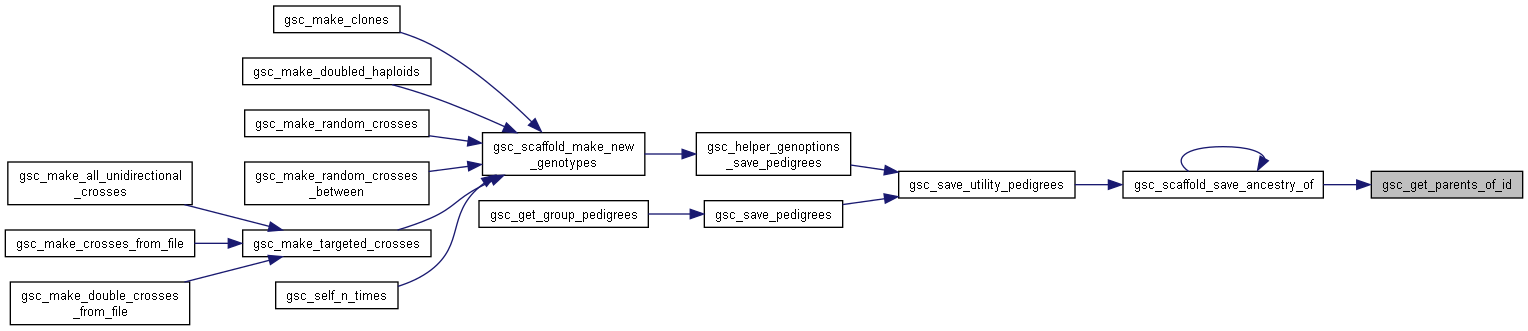 gsc_make_clones
gsc_make_doubled_haploids
gsc_make_random_crosses
gsc_make_random_crosses
_between
gsc_make_all_unidirectional
_crosses
gsc_make_crosses_from_file
gsc_make_double_crosses
_from_file
gsc_make_targeted_crosses
gsc_self_n_times
gsc_scaffold_make_new
_genotypes
gsc_get_group_pedigrees
gsc_helper_genoptions
_save_pedigrees
gsc_save_pedigrees
gsc_save_utility_pedigrees
gsc_scaffold_save_ancestry_of
gsc_get_parents_of_id